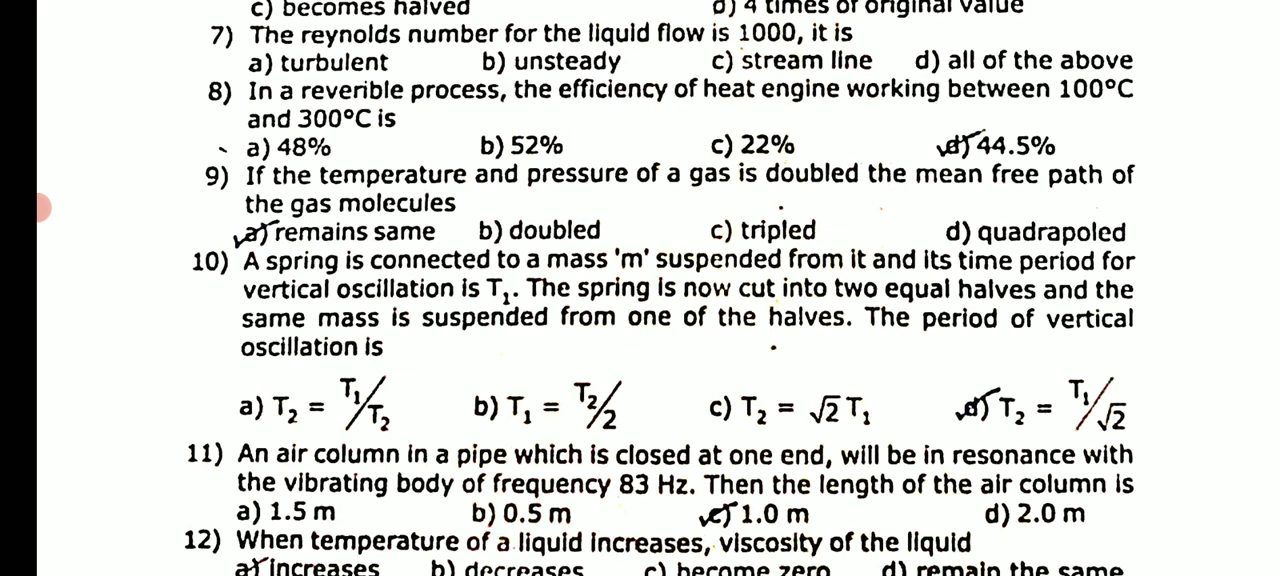 c) becomes halved d) 4 times of original value
7) The reynolds number for the liquid flow is 1000, it is
a) turbulent b) unsteady c) stream line d) all of the above
8) In a reverible process, the efficiency of heat engine working between 100°C
and 300°C is
a) 48% b) 52% c) 22% d) 44.5%
9) If the temperature and pressure of a gas is doubled the mean free path of
the gas molecules
a) remains same b) doubled c) tripled d) quadrapoled
10) A spring is connected to a mass 'm' suspended from it and its time period for
vertical oscillation is T₁. The spring is now cut into two equal halves and the
same mass is suspended from one of the halves. The period of vertical
oscillation is
a) T₂ = T₁/T₂ b) T₁ = T₂/2 c) T₂ = √2 T₁ d) T₂ = T₁/√2
11) An air column in a pipe which is closed at one end, will be in resonance with
the vibrating body of frequency 83 Hz. Then the length of the air column is
a) 1.5 m b) 0.5 m c) 1.0 m d) 2.0 m
12) When temperature of a liquid increases, viscosity of the liquid
a) increases b) decreases c) become zero d) remain the same